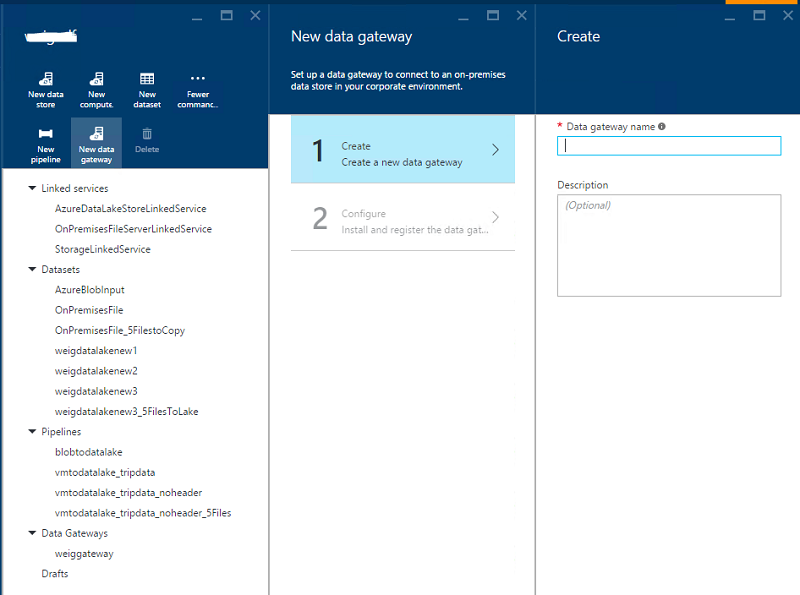 New data store
New comput.
New dataset
Fewer commanc..
New pipeline
New data gateway
Delete
Linked services
AzureDataLakeStoreLinkedService
OnPremisesFileServerLinkedService
StorageLinkedService
Datasets
AzureBlobInput
OnPremisesFile
OnPremisesFile_5FilestoCopy
weigdatalakenew1
weigdatalakenew2
weigdatalakenew3
weigdatalakenew3_5FilesToLake
Pipelines
blobtodatalake
vmtodatalake_tripdata
vmtodatalake_tripdata_noheader
vmtodatalake_tripdata_noheader_5Files
Data Gateways
weiggateway
Drafts
New data gateway
Set up a data gateway to connect to an on-premises
data store in your corporate environment.
1
Create
Create a new data gateway
2
Configure
Install and register the data gat...
Create
* Data gateway name
Description
(Optional)